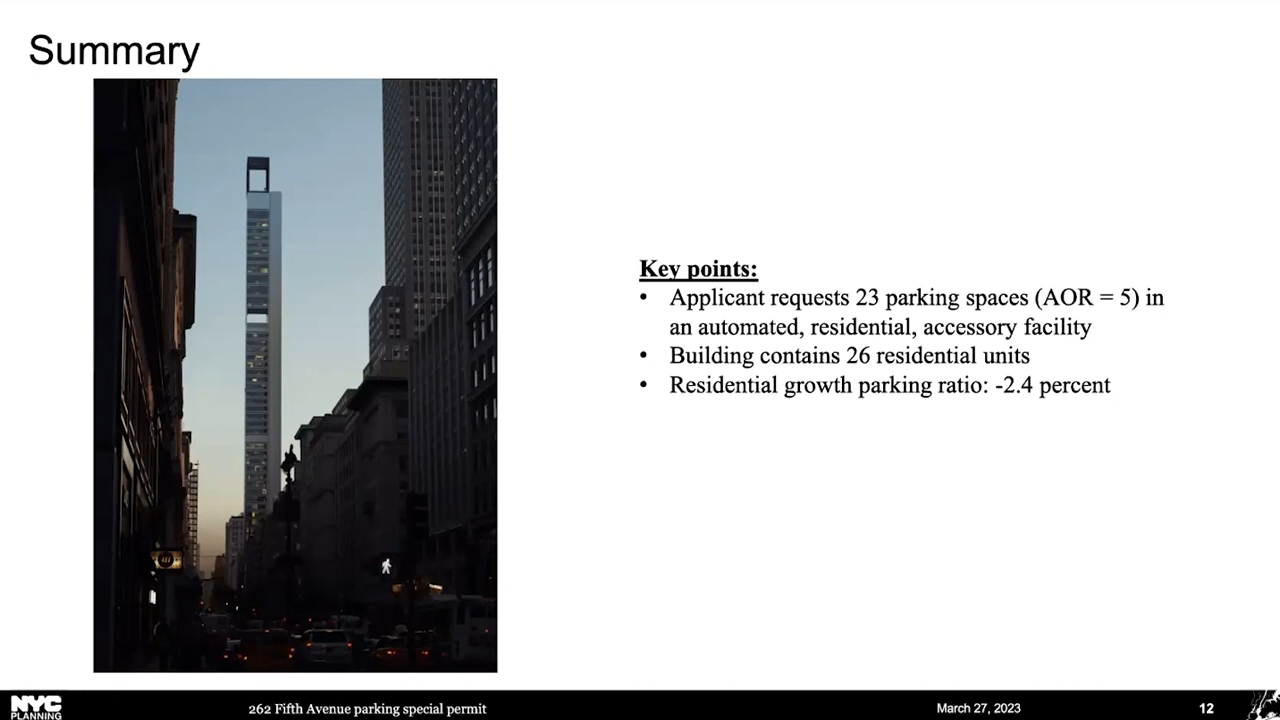 Summary
Key points:
• Applicant requests 23 parking spaces (AOR = 5) in
an automated, residential, accessory facility
• Building contains 26 residential units
• Residential growth parking ratio: -2.4 percent
NYC
PLANNING
262 Fifth Avenue parking special permit
March 27, 2023
12